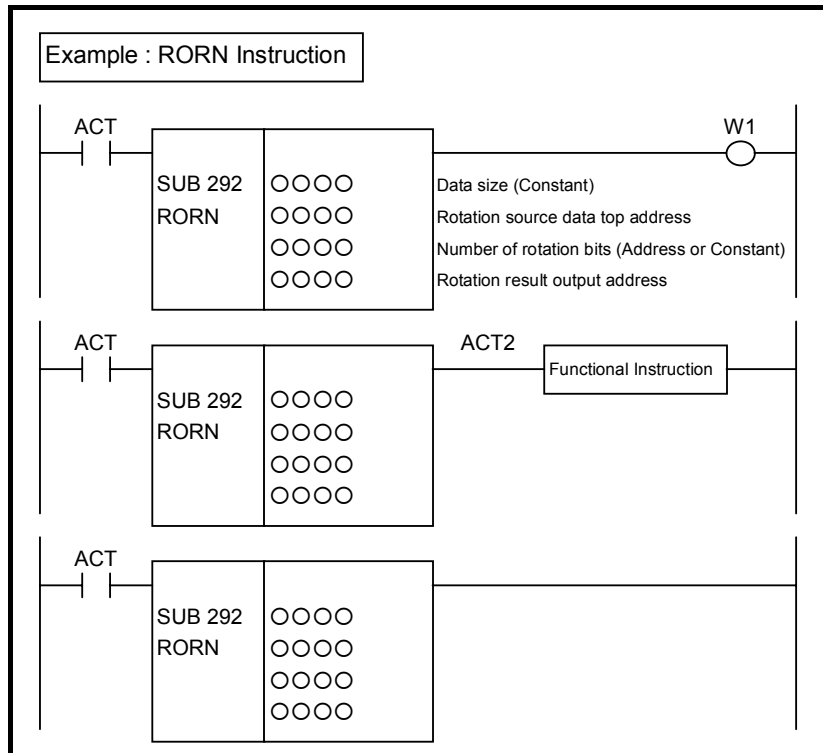 Example : RORN Instruction
ACT
W1
SUB 292
RORN
○○○○ Data size (Constant)
○○○○ Rotation source data top address
○○○○ Number of rotation bits (Address or Constant)
○○○○ Rotation result output address
ACT
ACT2
Functional Instruction
SUB 292 ○○○○
RORN ○○○○
○○○○
○○○○
ACT
SUB 292 ○○○○
RORN ○○○○
○○○○
○○○○